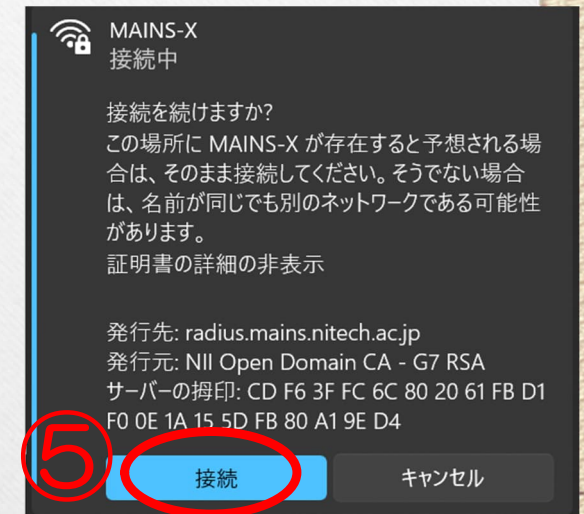 MAINS-X
接続中
接続を続けますか?
この場所に MAINS-X が存在すると予想される場
合は、そのまま接続してください。そうでない場合
は、名前が同じでも別のネットワークである可能性
があります。
証明書の詳細の非表示
発行先: radius.mains.nitech.ac.jp
発行元: NII Open Domain CA - G7 RSA
サーバーの拇印: CD F6 3F FC 6C 80 20 61 FB D1
F0 0E 1A 15 5D FB 80 A1 9E D4
⑤
接続
キャンセル